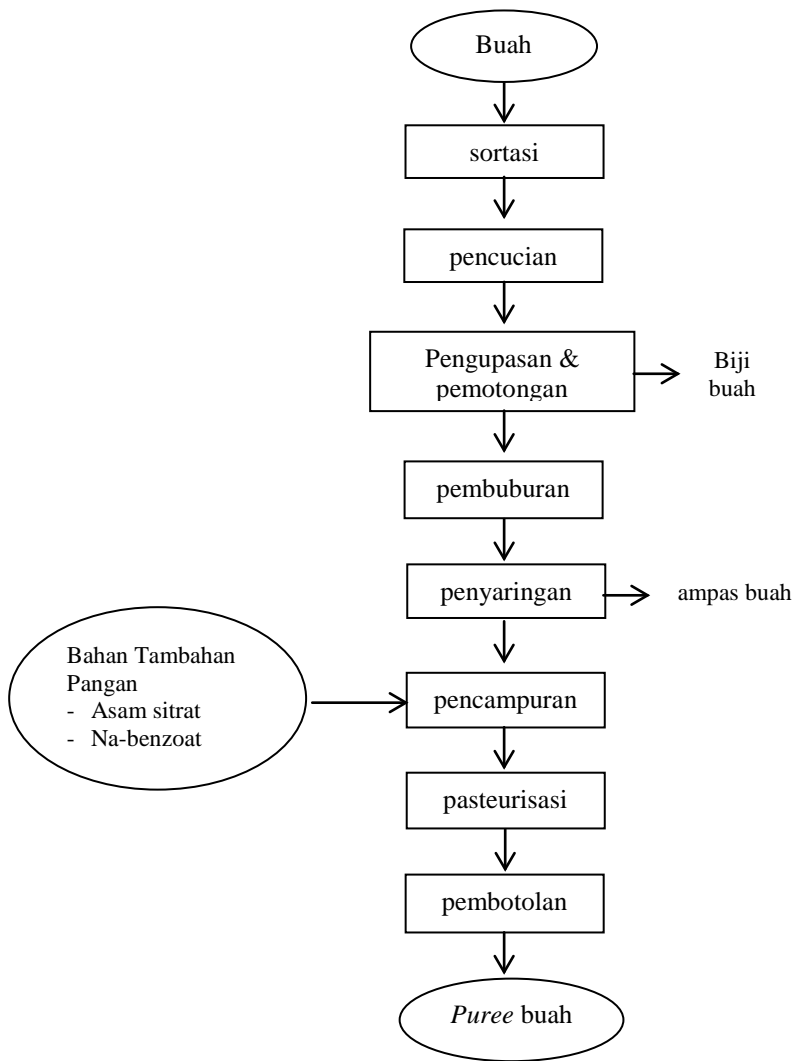 Buah
sortasi
pencucian
Pengupasan &
pemotongan
Biji
buah
pembuburan
penyaringan
ampas buah
Bahan Tambahan
Pangan
- Asam sitrat
- Na-benzoat
pencampuran
pasteurisasi
pembotolan
Puree buah